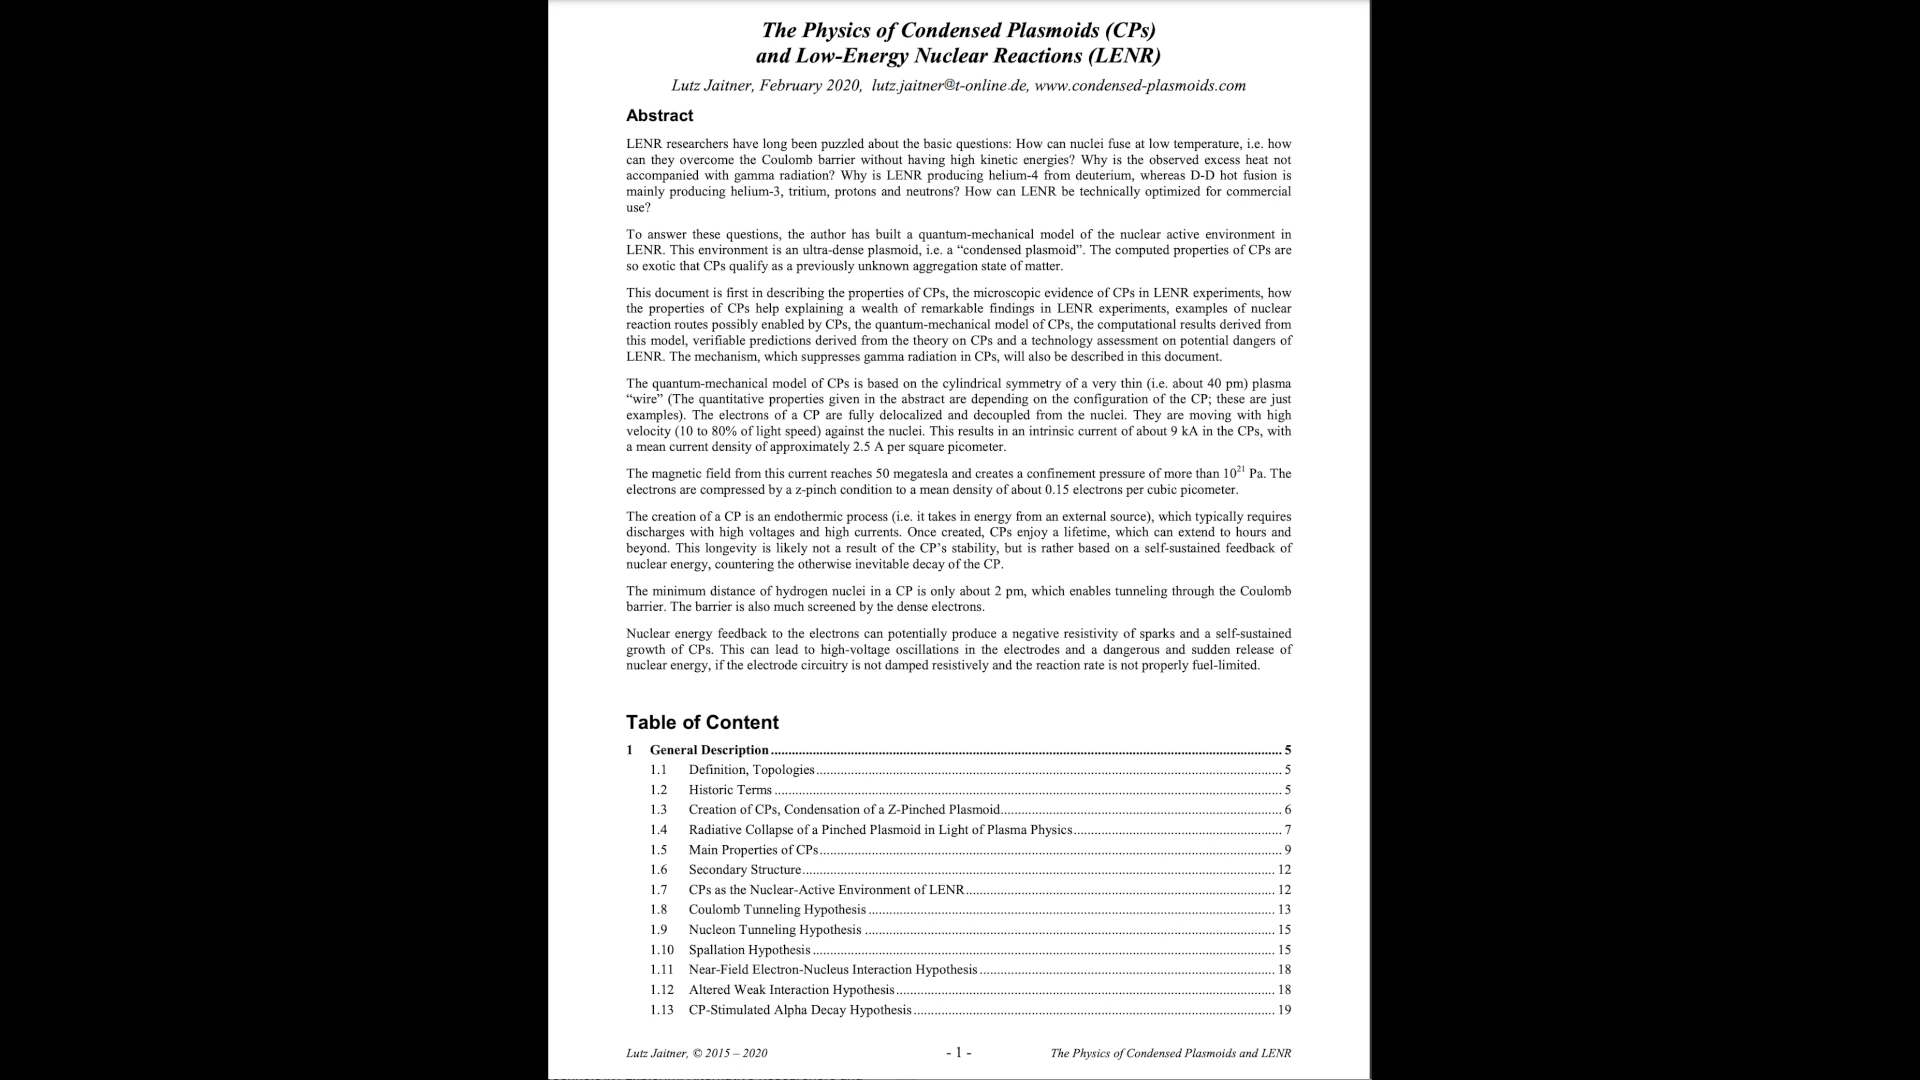 The Physics of Condensed Plasmoids (CPs)
and Low-Energy Nuclear Reactions (LENR)
Lutz Jaitner, February 2020, lutz.jaitner@t-online.de, www.condensed-plasmoids.com
Abstract
LENR researchers have long been puzzled about the basic questions: How can nuclei fuse at low temperature, i.e. how
can they overcome the Coulomb barrier without having high kinetic energies? Why is the observed excess heat not
accompanied with gamma radiation? Why is LENR producing helium-4 from deuterium, whereas D-D hot fusion is
mainly producing helium-3, tritium, protons and neutrons? How can LENR be technically optimized for commercial
use?
To answer these questions, the author has built a quantum-mechanical model of the nuclear active environment in
LENR. This environment is an ultra-dense plasmoid, i.e. a “condensed plasmoid”. The computed properties of CPs are
so exotic that CPs qualify as a previously unknown aggregation state of matter.
This document is first in describing the properties of CPs, the microscopic evidence of CPs in LENR experiments, how
the properties of CPs help explaining a wealth of remarkable findings in LENR experiments, examples of nuclear
reaction routes possibly enabled by CPs, the quantum-mechanical model of CPs, the computational results derived from
this model, verifiable predictions derived from the theory on CPs and a technology assessment on potential dangers of
LENR. The mechanism, which suppresses gamma radiation in CPs, will also be described in this document.
The quantum-mechanical model of CPs is based on the cylindrical symmetry of a very thin (i.e. about 40 pm) plasma
“wire” (The quantitative properties given in the abstract are depending on the configuration of the CP; these are just
examples). The electrons of a CP are fully delocalized and decoupled from the nuclei. They are moving with high
velocity (10 to 80% of light speed) against the nuclei. This results in an intrinsic current of about 9 kA in the CPs, with
a mean current density of approximately 2.5 A per square picometer.
The magnetic field from this current reaches 50 megatesla and creates a confinement pressure of more than 10²¹ Pa. The
electrons are compressed by a z-pinch condition to a mean density of about 0.15 electrons per cubic picometer.
The creation of a CP is an endothermic process (i.e. it takes in energy from an external source), which typically requires
discharges with high voltages and high currents. Once created, CPs enjoy a lifetime, which can extend to hours and
beyond. This longevity is likely not a result of the CP’s stability, but is rather based on a self-sustained feedback of
nuclear energy, countering the otherwise inevitable decay of the CP.
The minimum distance of hydrogen nuclei in a CP is only about 2 pm, which enables tunneling through the Coulomb
barrier. The barrier is also much screened by the dense electrons.
Nuclear energy feedback to the electrons can potentially produce a negative resistivity of sparks and a self-sustained
growth of CPs. This can lead to high-voltage oscillations in the electrodes and a dangerous and sudden release of
nuclear energy, if the electrode circuitry is not damped resistively and the reaction rate is not properly fuel-limited.
Table of Content
1 General Description 5
1.1 Definition, Topologies 5
1.2 Historic Terms 5
1.3 Creation of CPs, Condensation of a Z-Pinched Plasmoid 6
1.4 Radiative Collapse of a Pinched Plasmoid in Light of Plasma Physics 7
1.5 Main Properties of CPs 9
1.6 Secondary Structure 12
1.7 CPs as the Nuclear-Active Environment of LENR 12
1.8 Coulomb Tunneling Hypothesis 13
1.9 Nucleon Tunneling Hypothesis 15
1.10 Spallation Hypothesis 15
1.11 Near-Field Electron-Nucleus Interaction Hypothesis 18
1.12 Altered Weak Interaction Hypothesis 18
1.13 CP-Stimulated Alpha Decay Hypothesis 19
Lutz Jaitner, © 2015 – 2020 - 1 - The Physics of Condensed Plasmoids and LENR